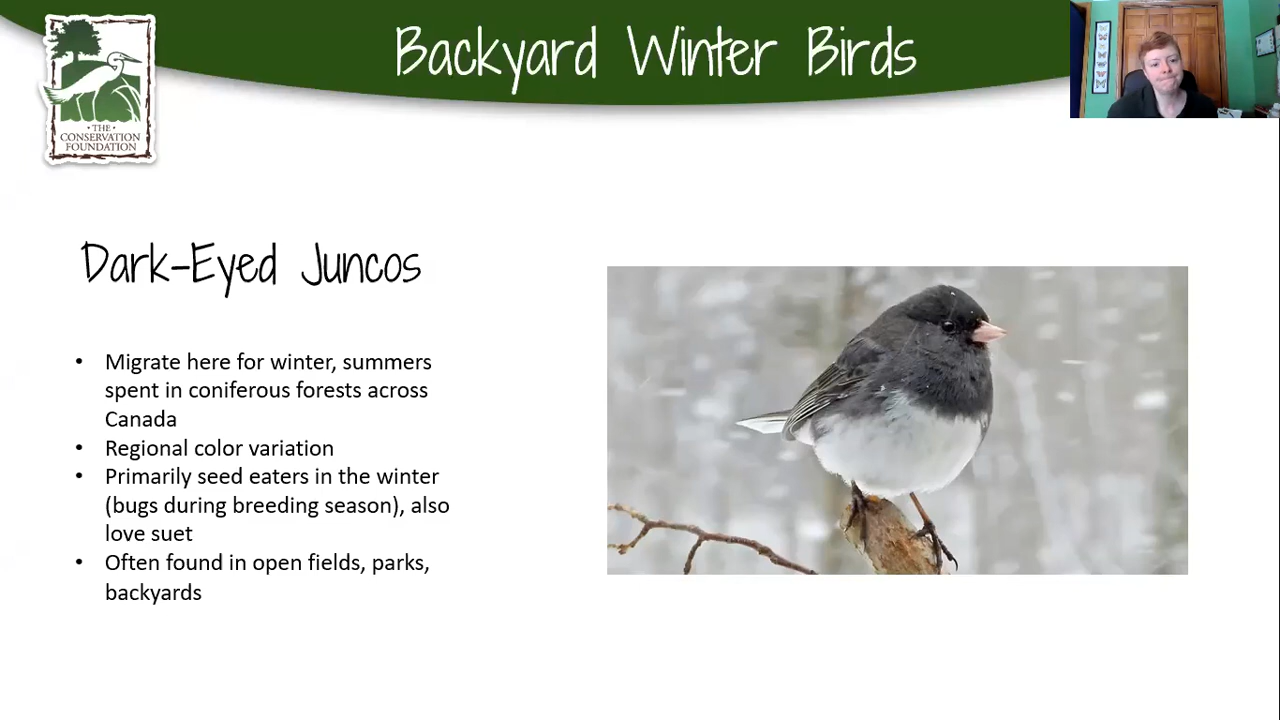 Backyard Winter Birds
• THE •
CONSERVATION
FOUNDATION
Dark-Eyed Juncos
• Migrate here for winter, summers
spent in coniferous forests across
Canada
• Regional color variation
• Primarily seed eaters in the winter
(bugs during breeding season), also
love suet
• Often found in open fields, parks,
backyards